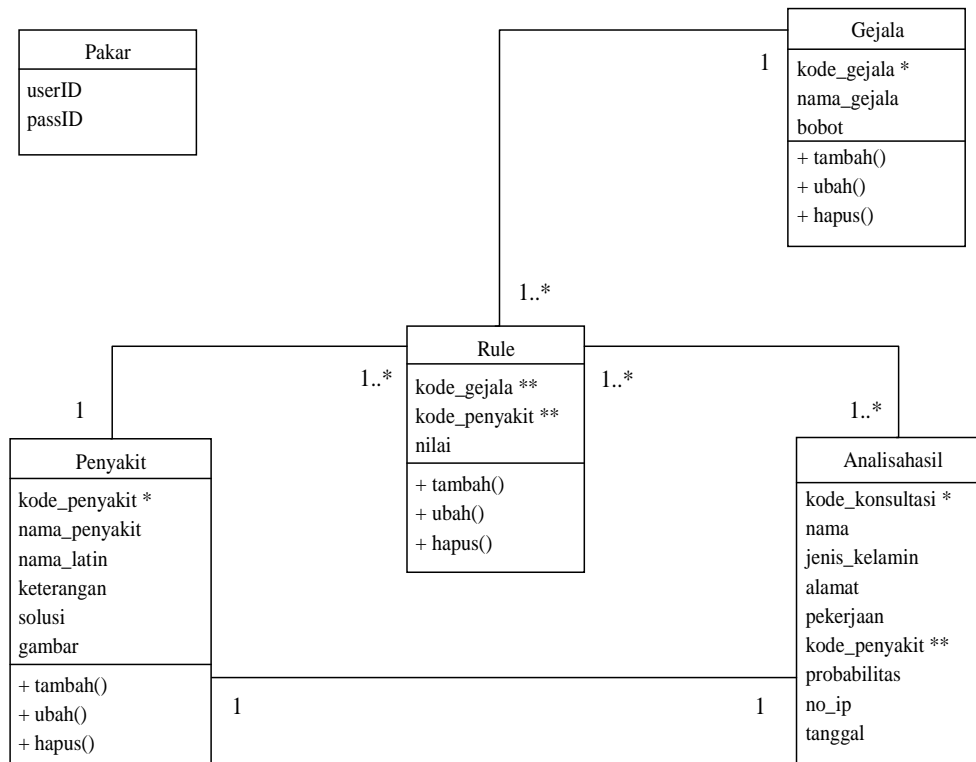 Pakar
userID
passID
Gejala
kode_gejala *
nama_gejala
bobot
+ tambah()
+ ubah()
+ hapus()
1
1..*
Rule
kode_gejala **
kode_penyakit **
nilai
+ tambah()
+ ubah()
+ hapus()
1..*
1..*
1
1..*
Penyakit
kode_penyakit *
nama_penyakit
nama_latin
keterangan
solusi
gambar
+ tambah()
+ ubah()
+ hapus()
1
1
Analisahasil
kode_konsultasi *
nama
jenis_kelamin
alamat
pekerjaan
kode_penyakit **
probabilitas
no_ip
tanggal